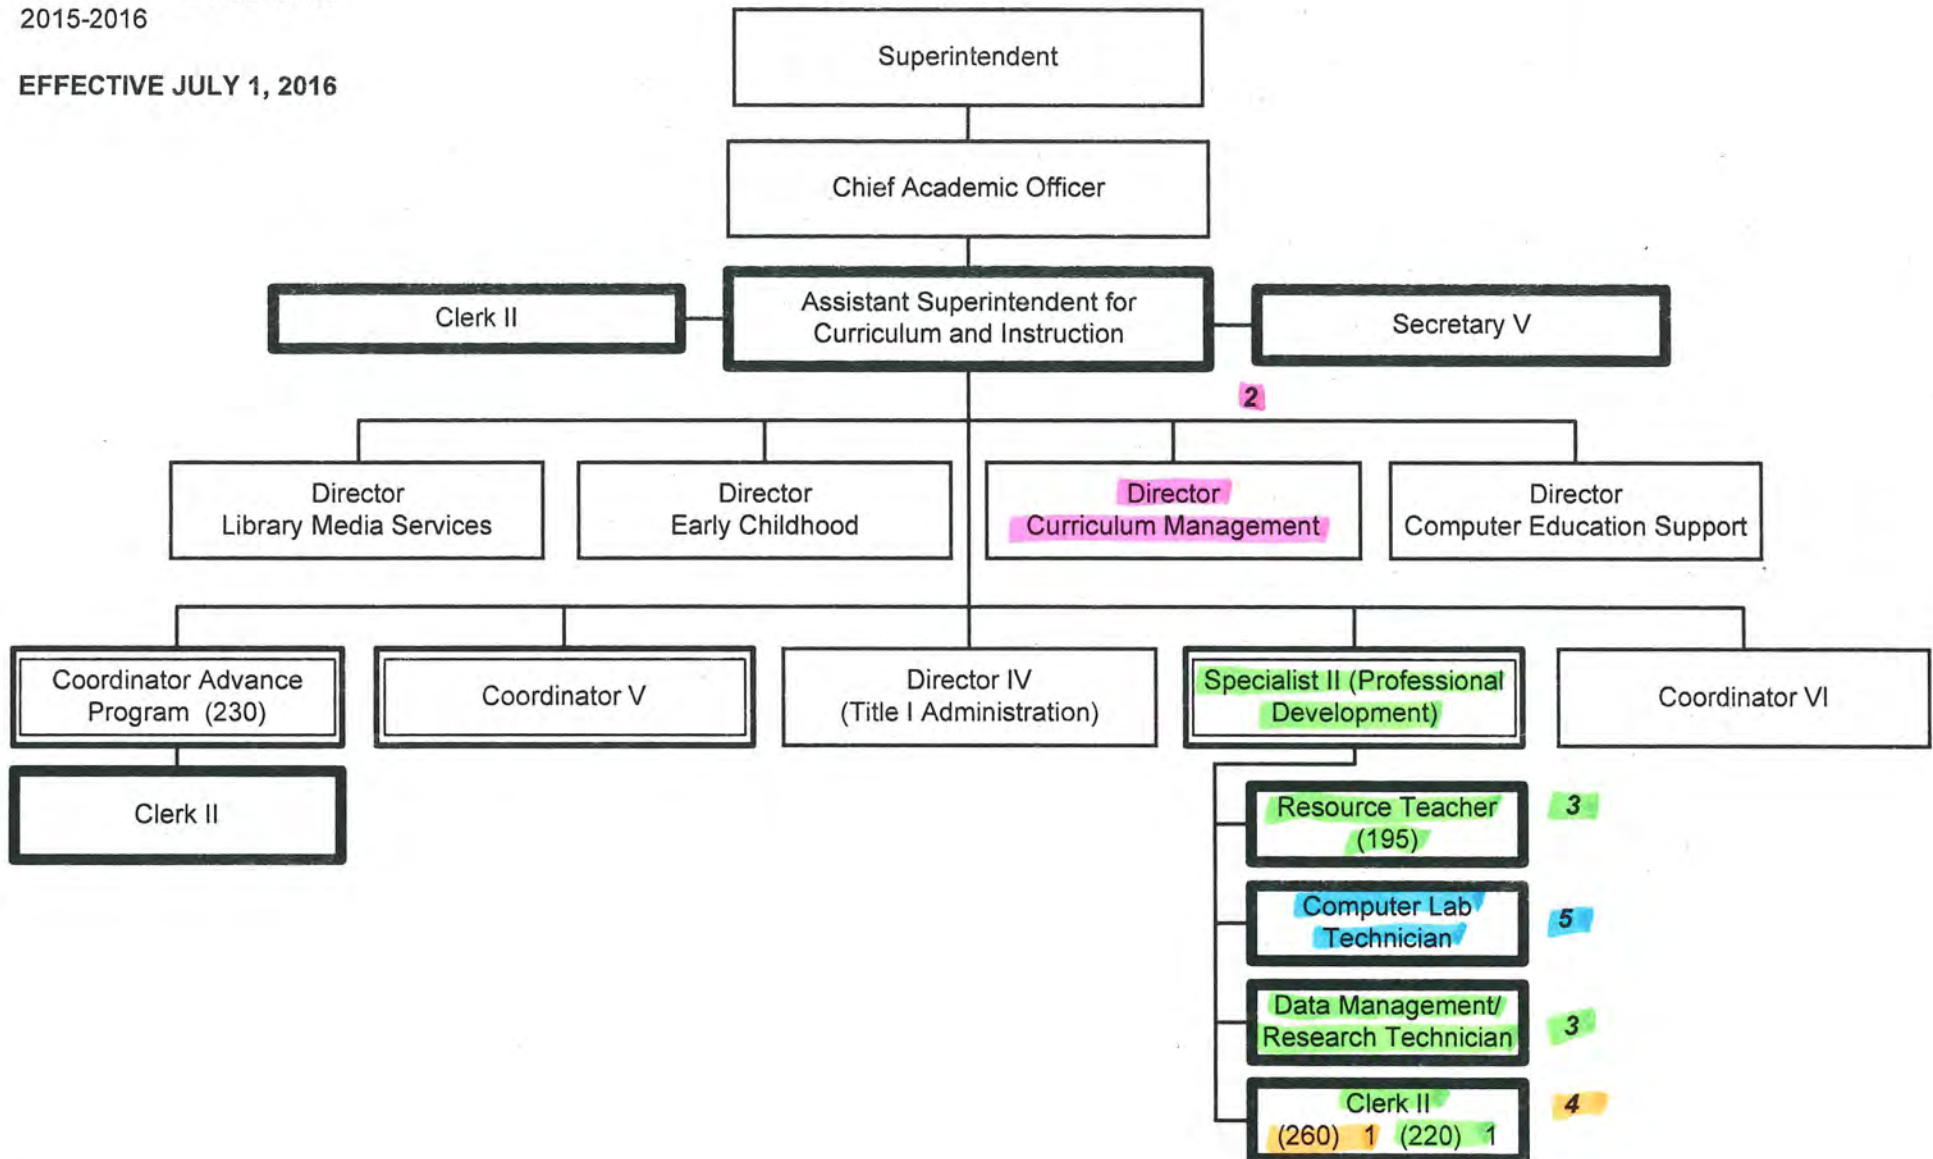 2015-2016
EFFECTIVE JULY 1, 2016
Superintendent
Chief Academic Officer
Clerk II
Assistant Superintendent for
Curriculum and Instruction
Secretary V
2
Director
Library Media Services
Director
Early Childhood
Director
Curriculum Management
Director
Computer Education Support
Coordinator Advance
Program (230)
Coordinator V
Director IV
(Title I Administration)
Specialist II (Professional
Development)
Coordinator VI
Clerk II
Resource Teacher
(195)
3
Computer Lab
Technician
5
Data Management/
Research Technician
3
Clerk II
(260) 1 (220) 1
4